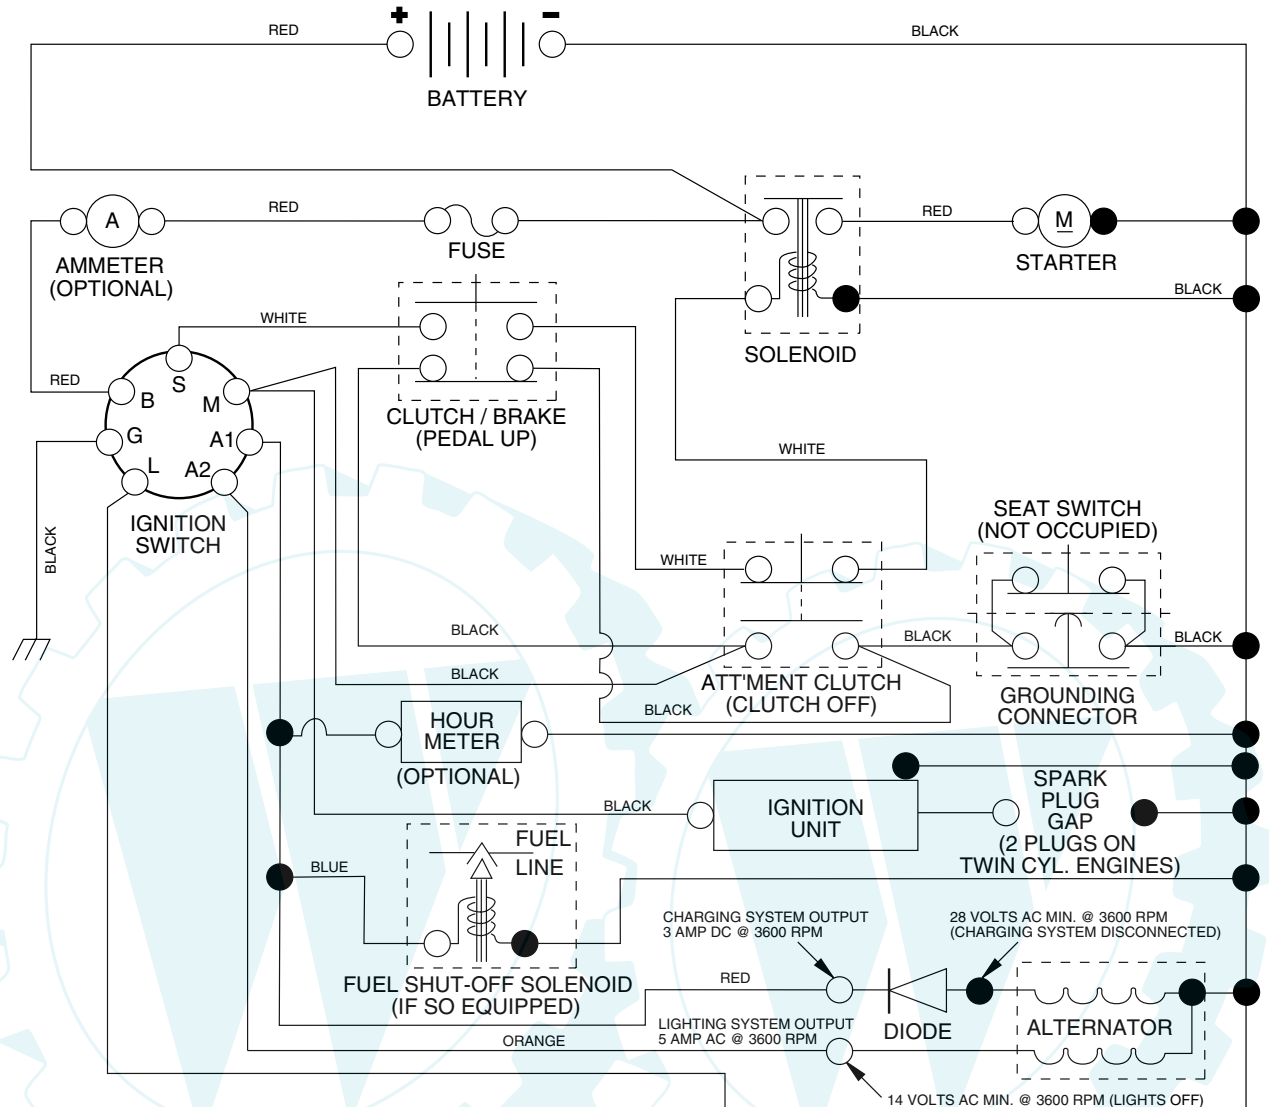 + −
RED
BLACK
BATTERY
RED
A
AMMETER
(OPTIONAL)
FUSE
RED
M
STARTER
BLACK
SOLENOID
WHITE
RED
S
B
M
G
A1
L
A2
IGNITION
SWITCH
BLACK
CLUTCH / BRAKE
(PEDAL UP)
WHITE
SEAT SWITCH
(NOT OCCUPIED)
WHITE
BLACK
BLACK
BLACK
BLACK
BLACK
ATT'MENT CLUTCH
(CLUTCH OFF)
GROUNDING
CONNECTOR
HOUR
METER
(OPTIONAL)
BLACK
IGNITION
UNIT
SPARK
PLUG
GAP
(2 PLUGS ON
TWIN CYL. ENGINES)
BLUE
FUEL
LINE
FUEL SHUT-OFF SOLENOID
(IF SO EQUIPPED)
CHARGING SYSTEM OUTPUT
3 AMP DC @ 3600 RPM
28 VOLTS AC MIN. @ 3600 RPM
(CHARGING SYSTEM DISCONNECTED)
RED
DIODE
ALTERNATOR
LIGHTING SYSTEM OUTPUT
5 AMP AC @ 3600 RPM
ORANGE
14 VOLTS AC MIN. @ 3600 RPM (LIGHTS OFF)